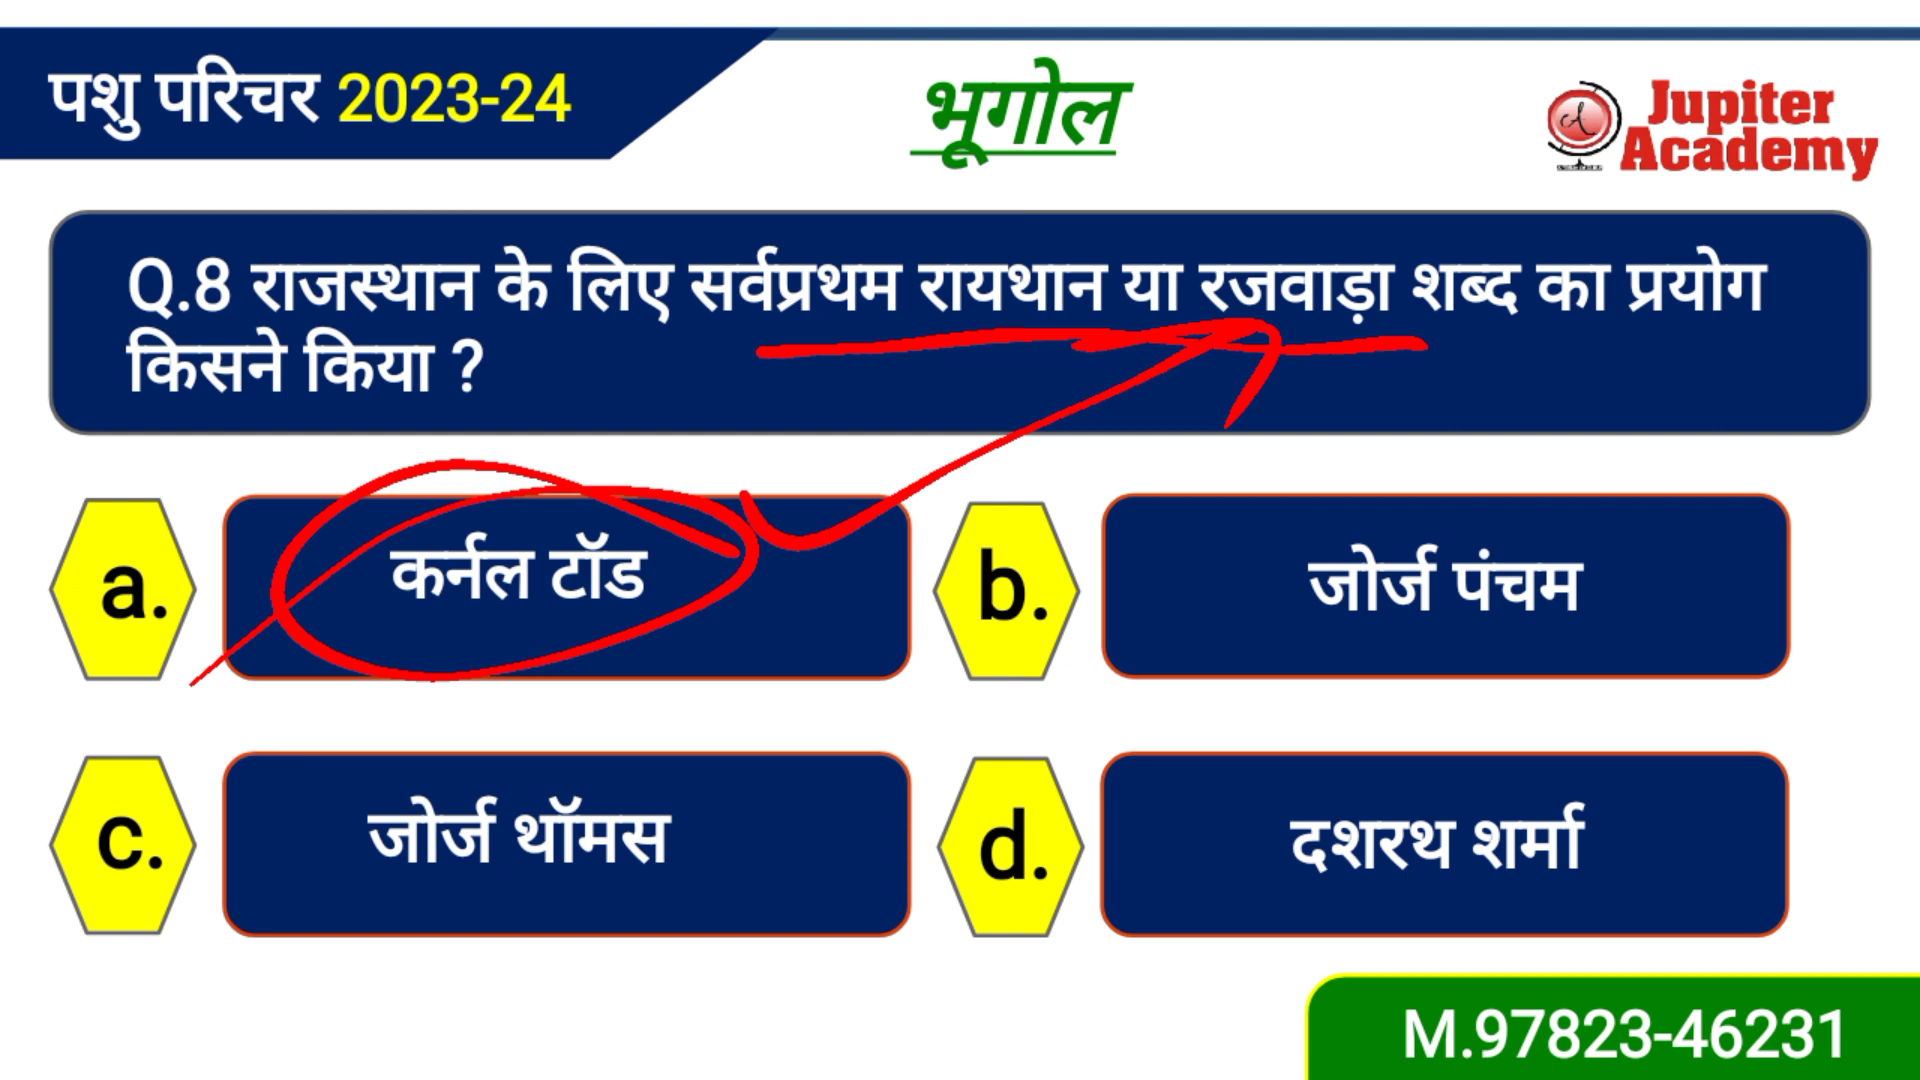 पशु परिचर 2023-24
भूगोल
Jupiter
Academy
Q.8 राजस्थान के लिए सर्वप्रथम रायथान या रजवाड़ा शब्द का प्रयोग
किसने किया ?
a. कर्नल टॉड
b. जोर्ज पंचम
c. जोर्ज थॉमस
d. दशरथ शर्मा
M.97823-46231